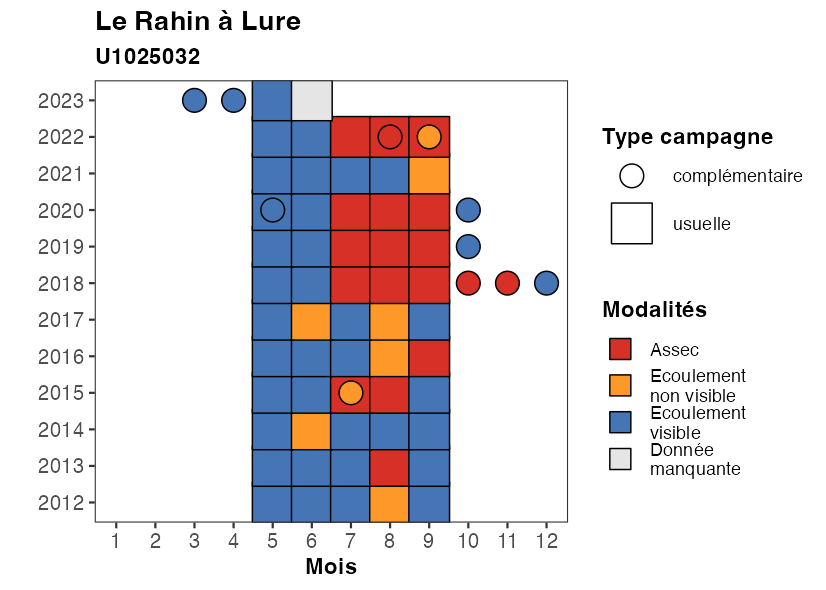 Le Rahin à Lure
U1025032
2023
2022
2021
2020
2019
2018
2017
2016
2015
2014
2013
2012
1 2 3 4 5 6 7 8 9 10 11 12
Mois
Type campagne
complémentaire
usuelle
Modalités
Assec
Ecoulement
non visible
Ecoulement
visible
Donnée
manquante